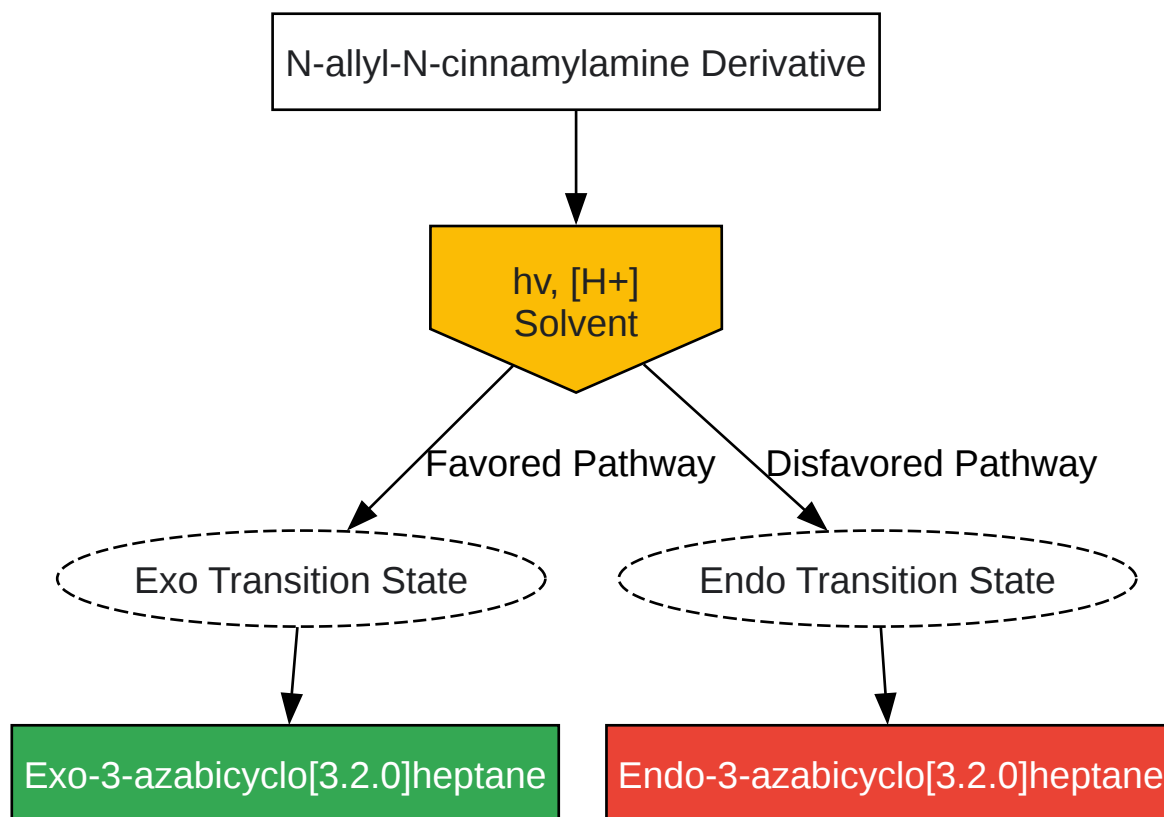 N-allyl-N-cinnamylamine Derivative
hv, [H+]
Solvent
Favored Pathway
Disfavored Pathway
Exo Transition State
Endo Transition State
Exo-3-azabicyclo[3.2.0]heptane
Endo-3-azabicyclo[3.2.0]heptane